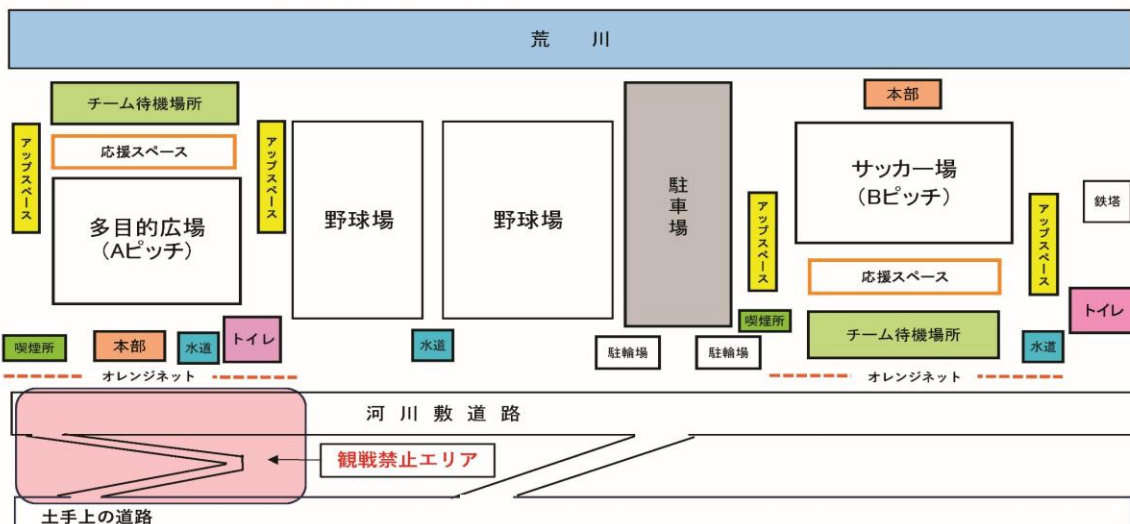 荒川
チーム待機場所
本部
アップスペース
応援スペース
アップスペース
多目的広場
（Aピッチ）
野球場
野球場
駐車場
アップスペース
サッカー場
（Bピッチ）
アップスペース
鉄塔
応援スペース
喫煙所
本部
水道
トイレ
水道
駐輪場
駐輪場
喫煙所
チーム待機場所
水道
トイレ
オレンジネット
オレンジネット
河川敷道路
観戦禁止エリア
土手上の道路